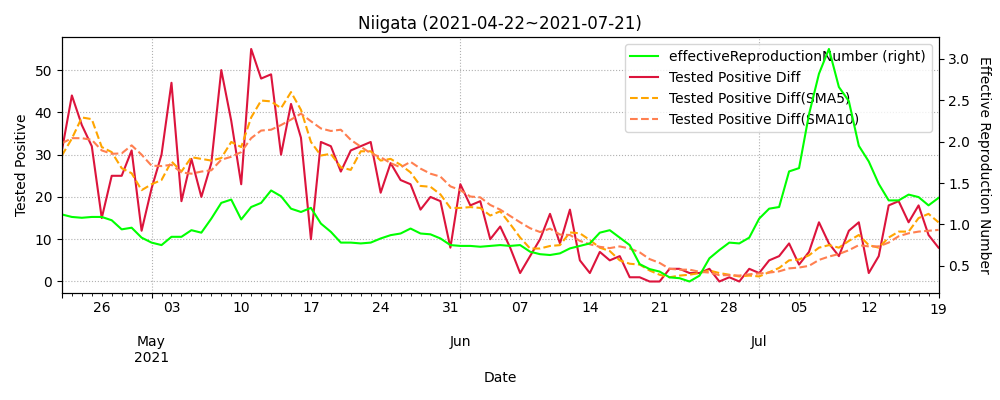 Niigata (2021-04-22~2021-07-21)
effectiveReproductionNumber (right)
Tested Positive Diff
Tested Positive Diff(SMA5)
Tested Positive Diff(SMA10)
Tested Positive
50
40
30
20
10
0
3.0
2.5
2.0
1.5
1.0
0.5
Effective Reproduction Number
26 03 10 17 24 31 07 14 21 28 05 12 19
May Jun Jul
2021
Date